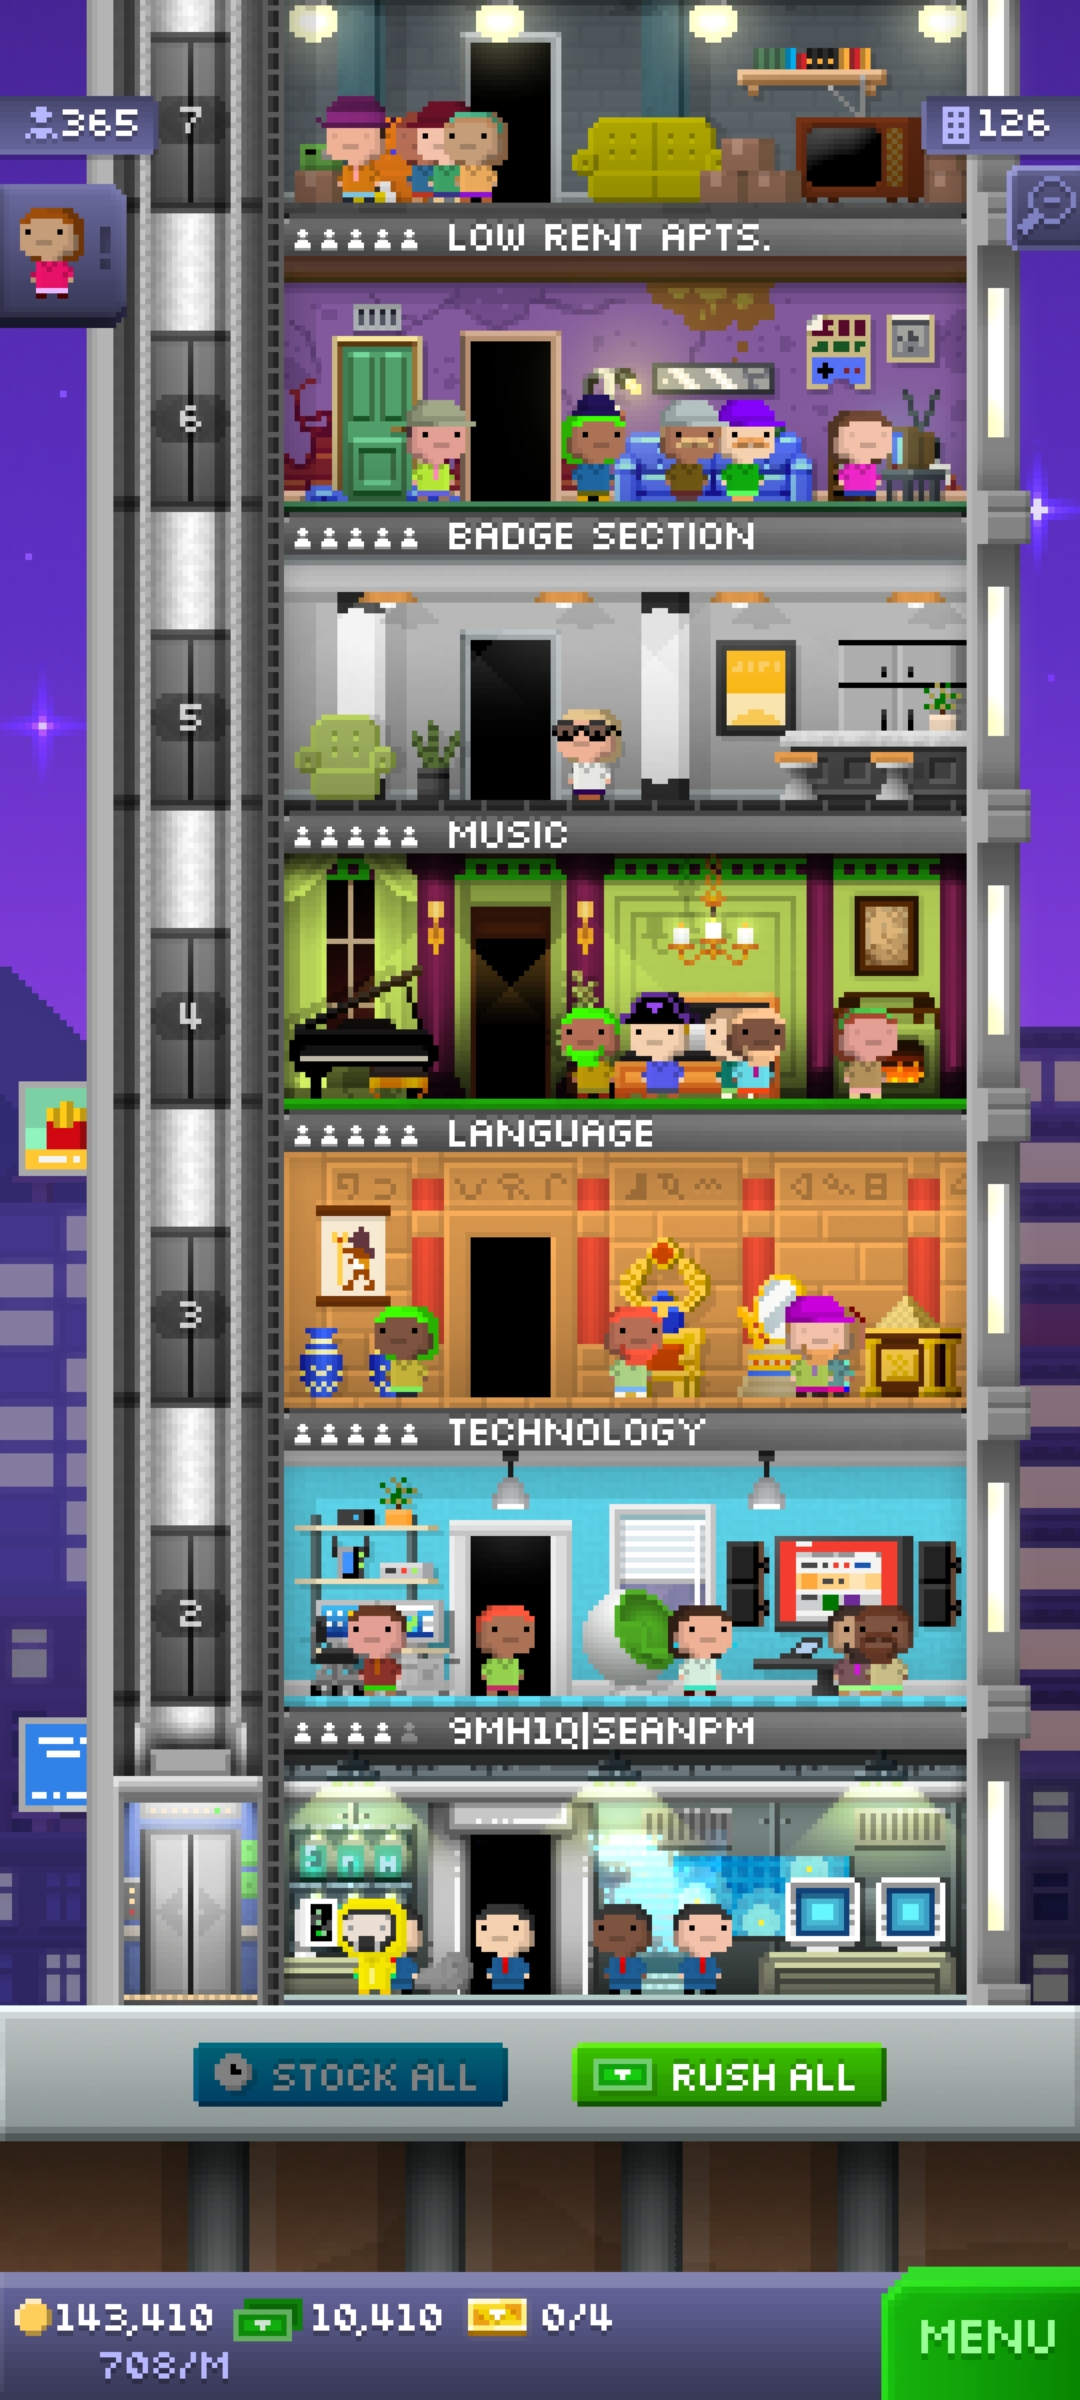 7
365
126
!
LOW RENT APTS.
6
BADGE SECTION
5
MUSIC
4
LANGUAGE
3
TECHNOLOGY
2
9MH1Q|SEANPM
STOCK ALL
RUSH ALL
143,410
10,410
0/4
708/M
MENU